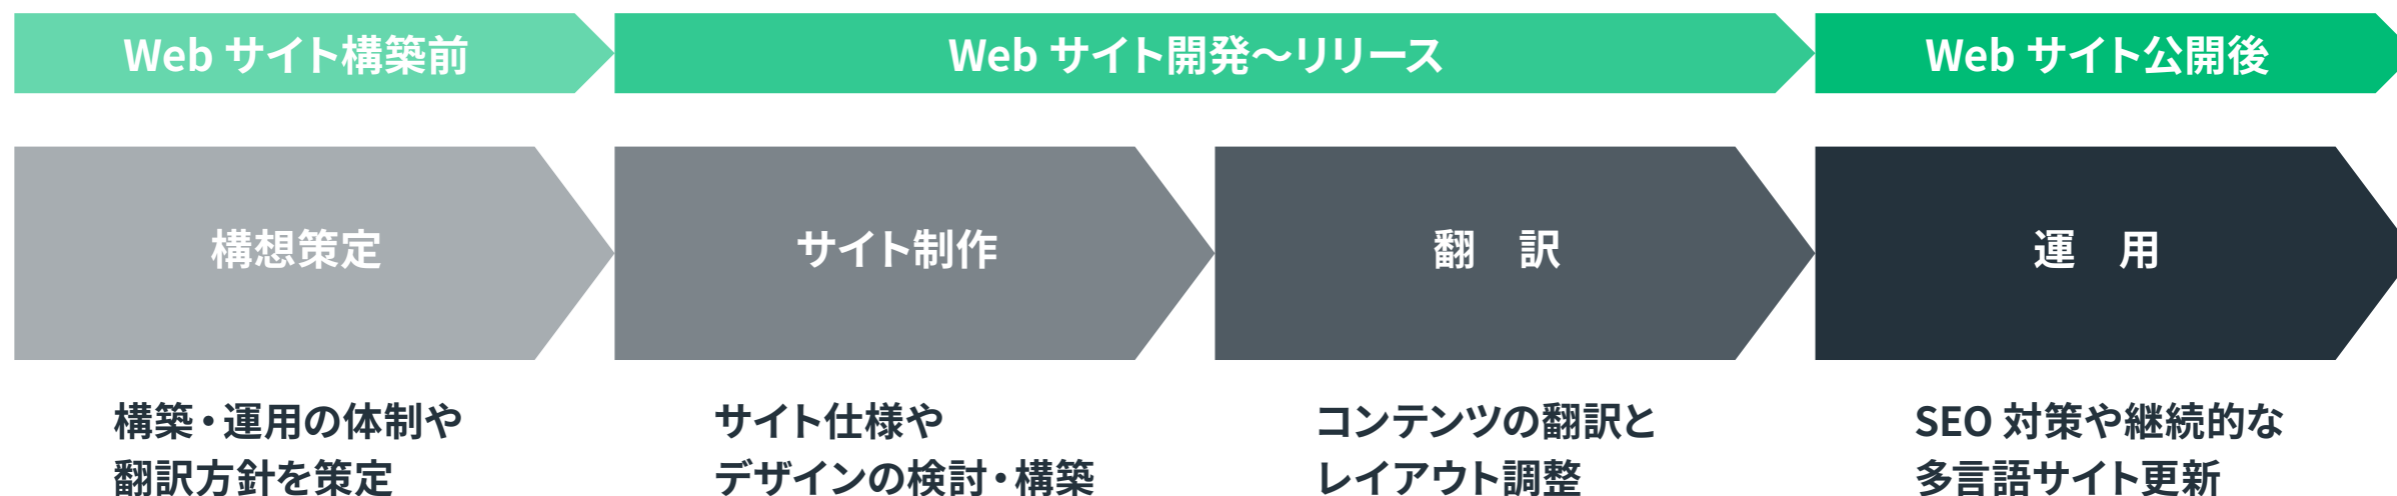 Web サイト構築前
Web サイト開発～リリース
Web サイト公開後
構想策定
サイト制作
翻　訳
運　用
構築・運用の体制や
翻訳方針を策定
サイト仕様や
デザインの検討・構築
コンテンツの翻訳と
レイアウト調整
SEO 対策や継続的な
多言語サイト更新